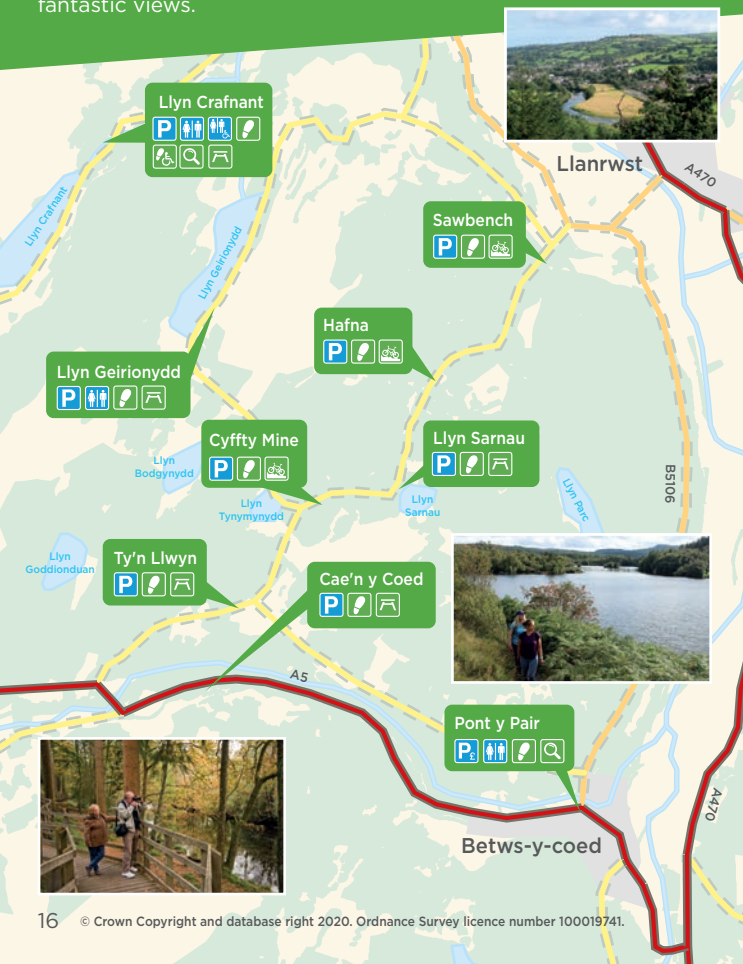 fantastic views.
Llyn Crafnant
P
Llyn Crafnant
Llyn Geirionydd
Llanrwst
A470
Sawbench
P
Hafna
P
Llyn Geirionydd
P
Cyffty Mine
P
Llyn Sarnau
P
Llyn
Bodgynydd
Llyn
Tynymynydd
Llyn
Sarnau
Llyn Parc
B5106
Llyn
Goddionduan
Ty'n Llwyn
P
Cae'n y Coed
P
A5
Pont y Pair
P£
A470
Betws-y-coed
16
© Crown Copyright and database right 2020. Ordnance Survey licence number 100019741.